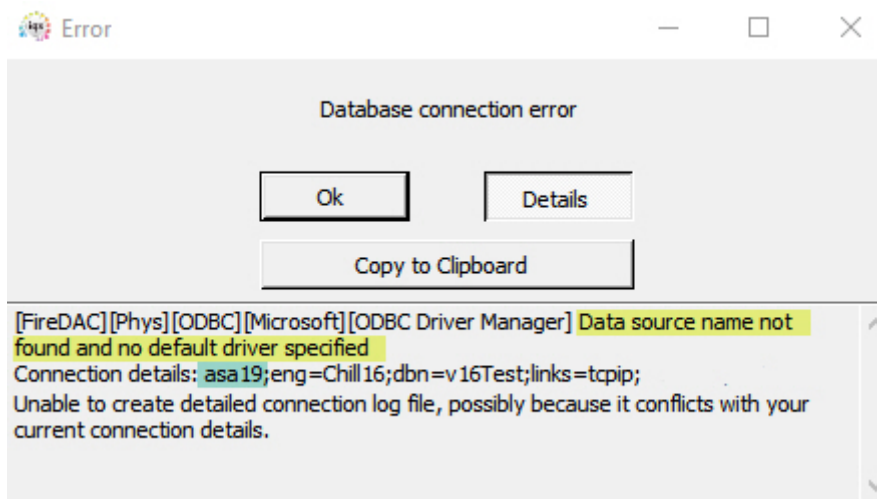 iqx Error
Database connection error
Ok Details
Copy to Clipboard
[FireDAC][Phys][ODBC][Microsoft][ODBC Driver Manager] Data source name not
found and no default driver specified
Connection details: asa19;eng=Chill16;dbn=v16Test;links=tcpip;
Unable to create detailed connection log file, possibly because it conflicts with your
current connection details.